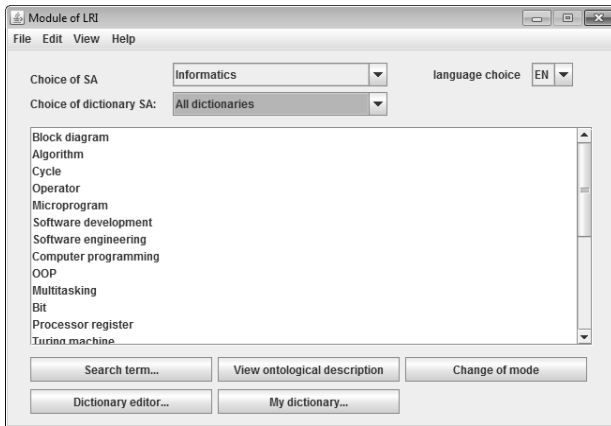 Module of LRI
File Edit View Help
Choice of SA Informatics language choice EN
Choice of dictionary SA: All dictionaries
Block diagram
Algorithm
Cycle
Operator
Microprogram
Software development
Software engineering
Computer programming
OOP
Multitasking
Bit
Processor register
Turing machine
Search term... View ontological description Change of mode
Dictionary editor... My dictionary...